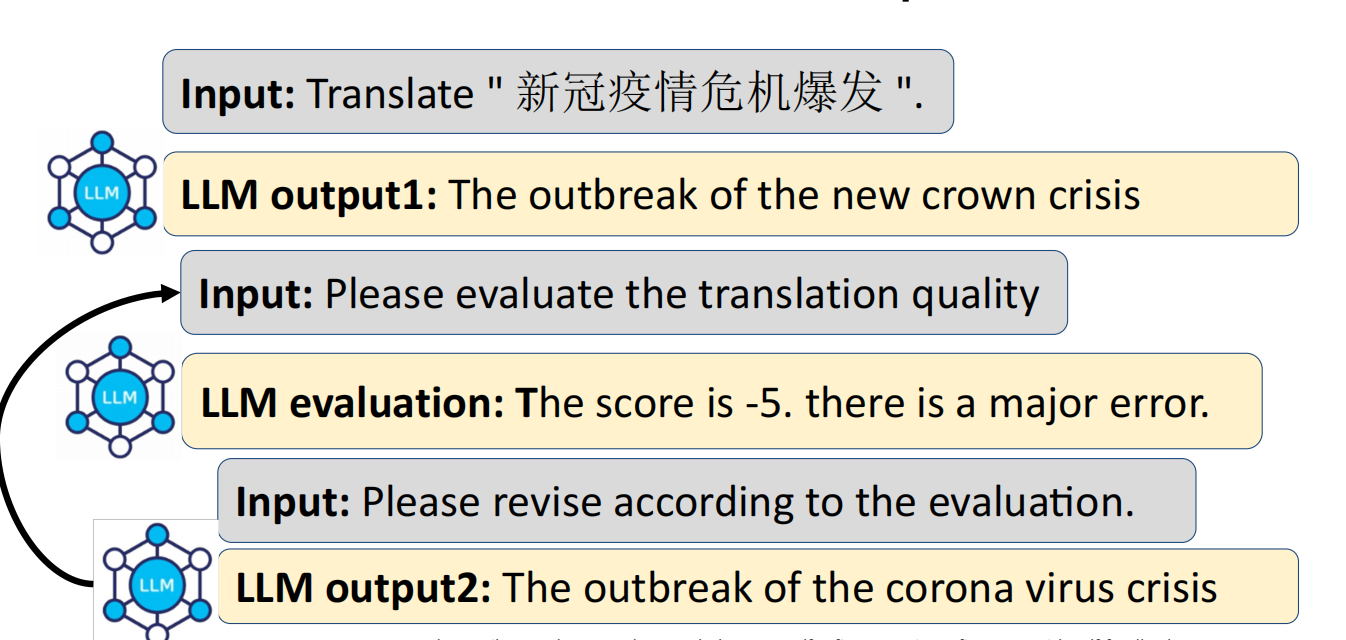 Input: Translate " 新冠疫情危机爆发 ".
LLM
LLM output1: The outbreak of the new crown crisis
Input: Please evaluate the translation quality
LLM
LLM evaluation: The score is -5. there is a major error.
Input: Please revise according to the evaluation.
LLM
LLM output2: The outbreak of the corona virus crisis